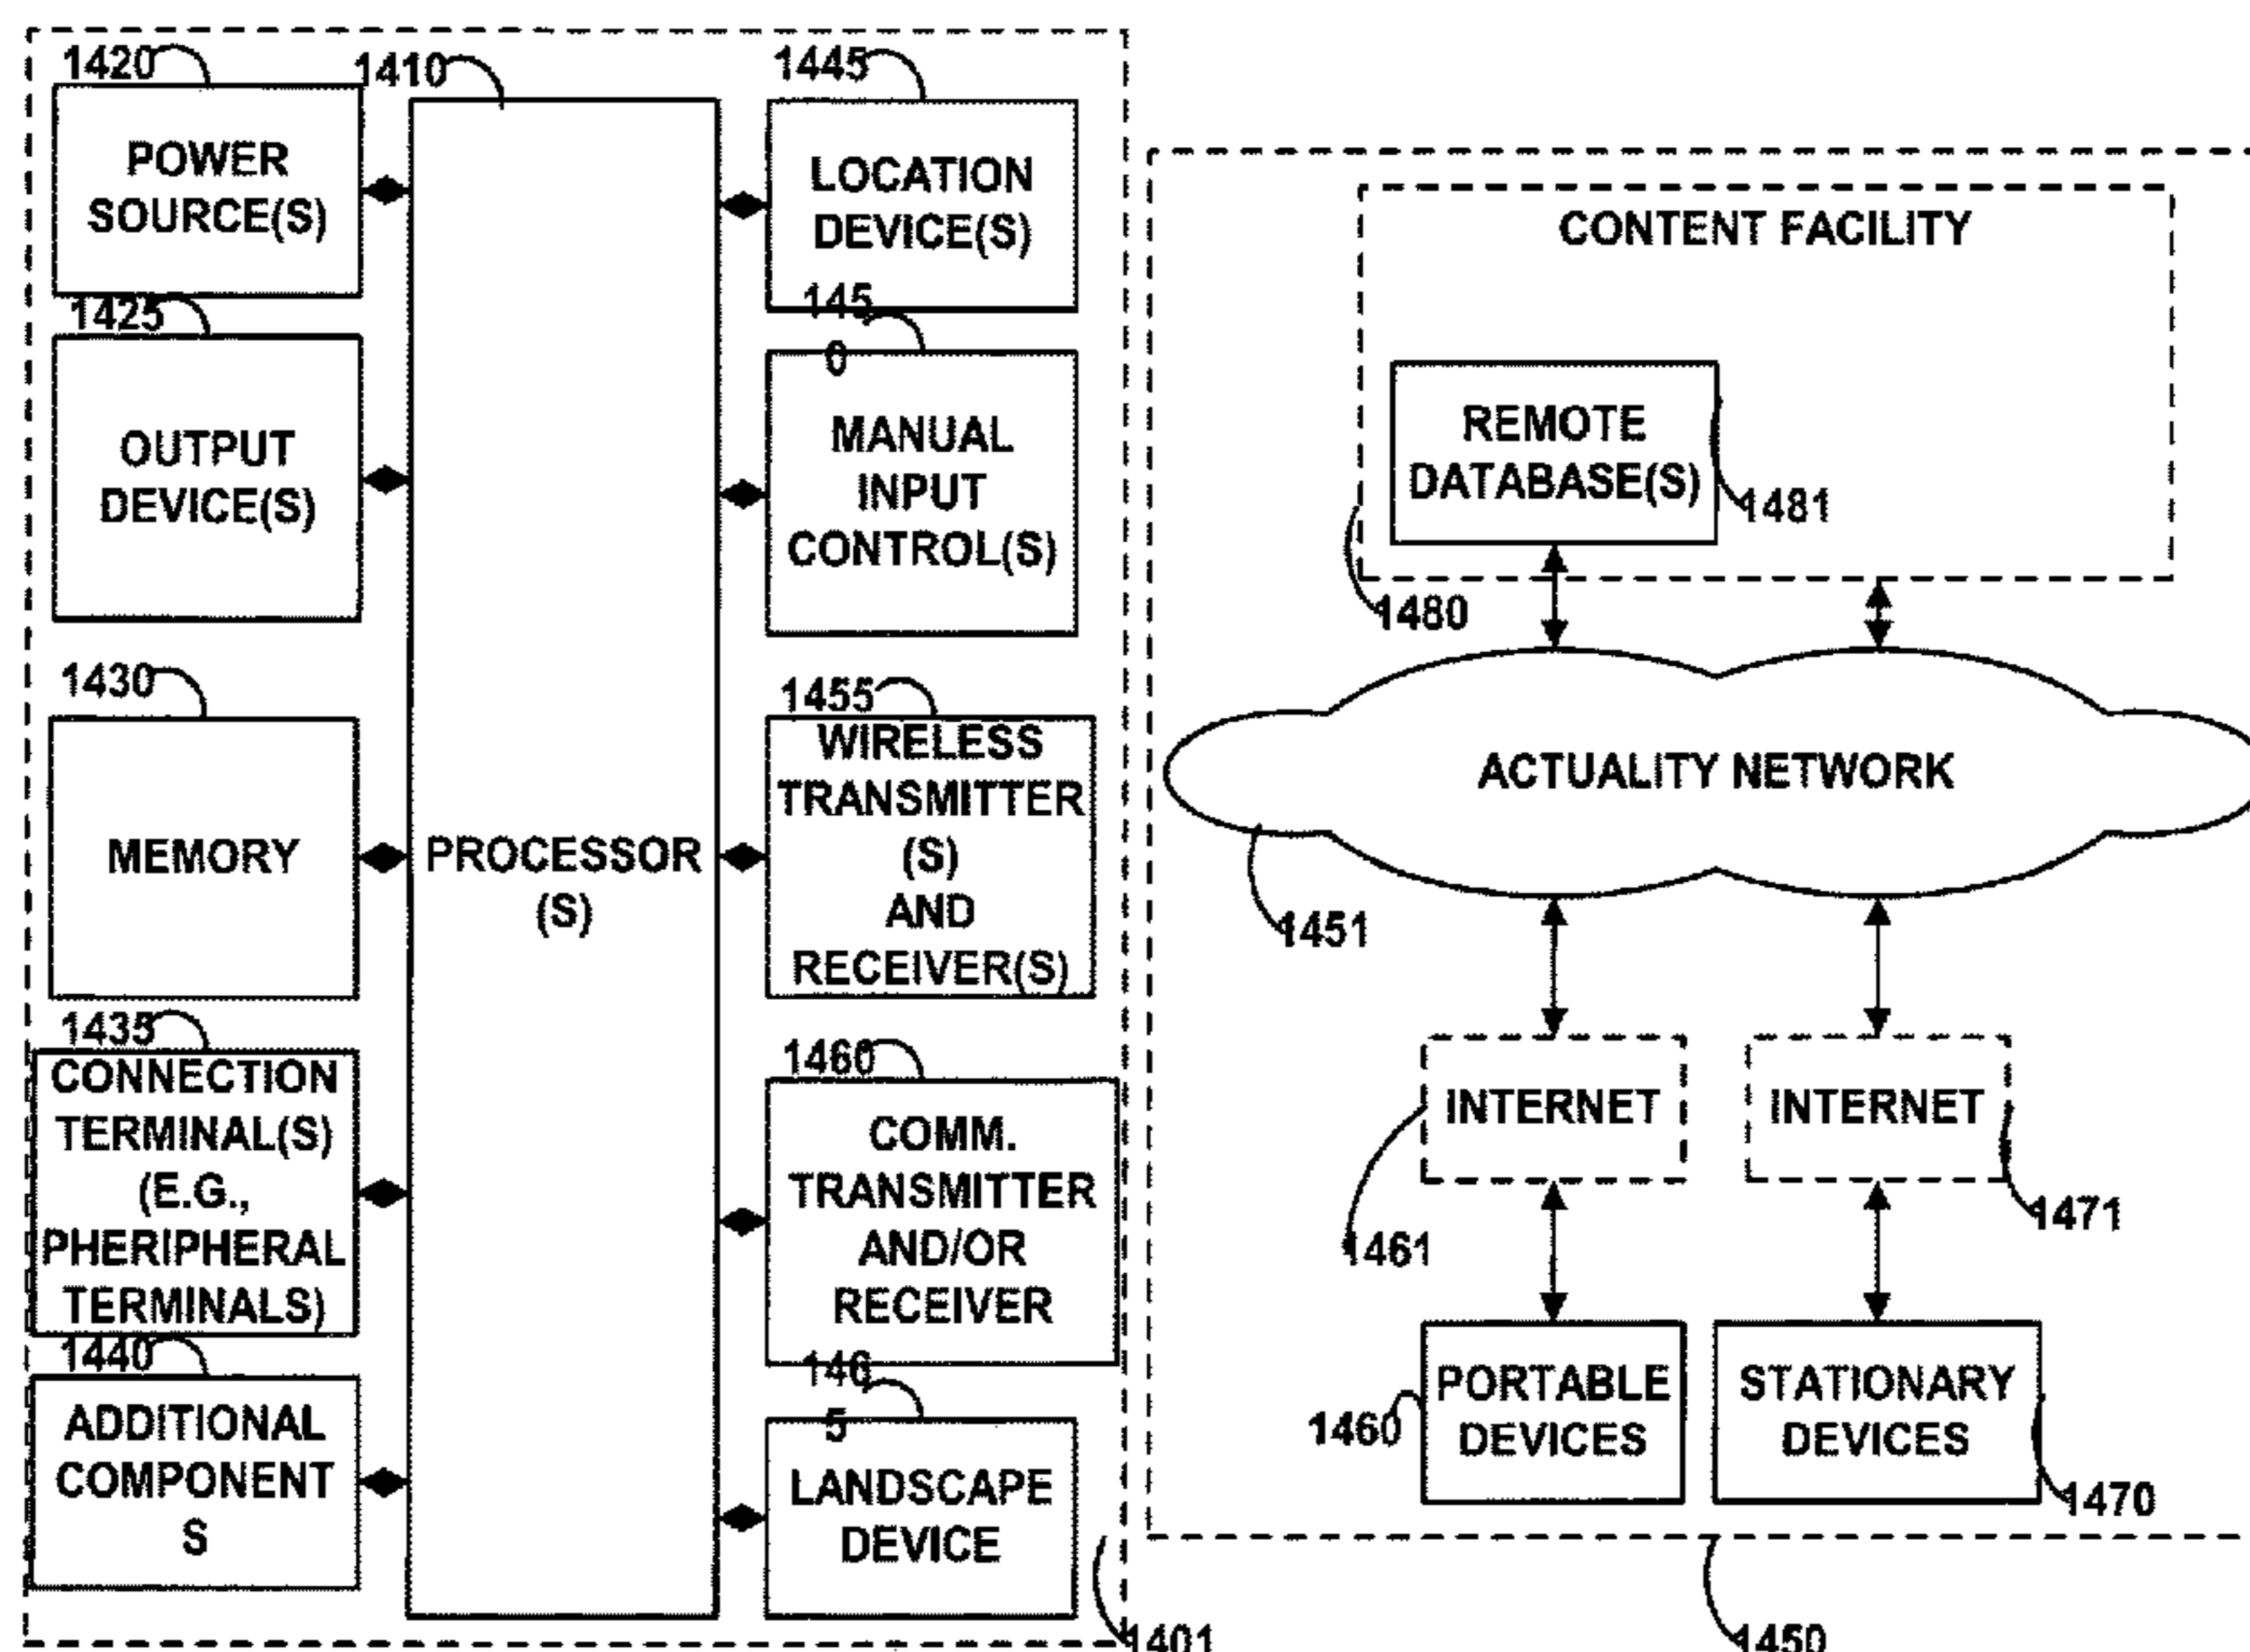 1420
POWER
SOURCE(S)
1425
OUTPUT
DEVICE(S)
1430
MEMORY
1435
CONNECTION
TERMINAL(S)
(E.G.,
PHERIPHERAL
TERMINALS)
1440
ADDITIONAL
COMPONENT
S
1410
PROCESSOR
(S)
1445
LOCATION
DEVICE(S)
145
0
MANUAL
INPUT
CONTROL(S)
1455
WIRELESS
TRANSMITTER
(S)
AND
RECEIVER(S)
1460
COMM.
TRANSMITTER
AND/OR
RECEIVER
146
5
LANDSCAPE
DEVICE
1401
CONTENT FACILITY
REMOTE
DATABASE(S)
1481
1480
ACTUALITY NETWORK
1451
INTERNET
1461
INTERNET
1471
PORTABLE
DEVICES
1460
STATIONARY
DEVICES
1470
1450